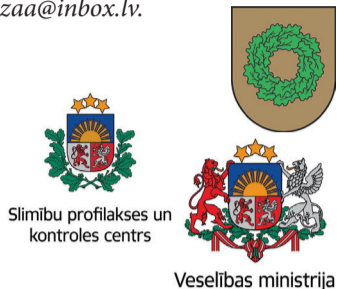 zaa@inbox.lv.
Slimību profilakses un
kontroles centrs
Veselības ministrija